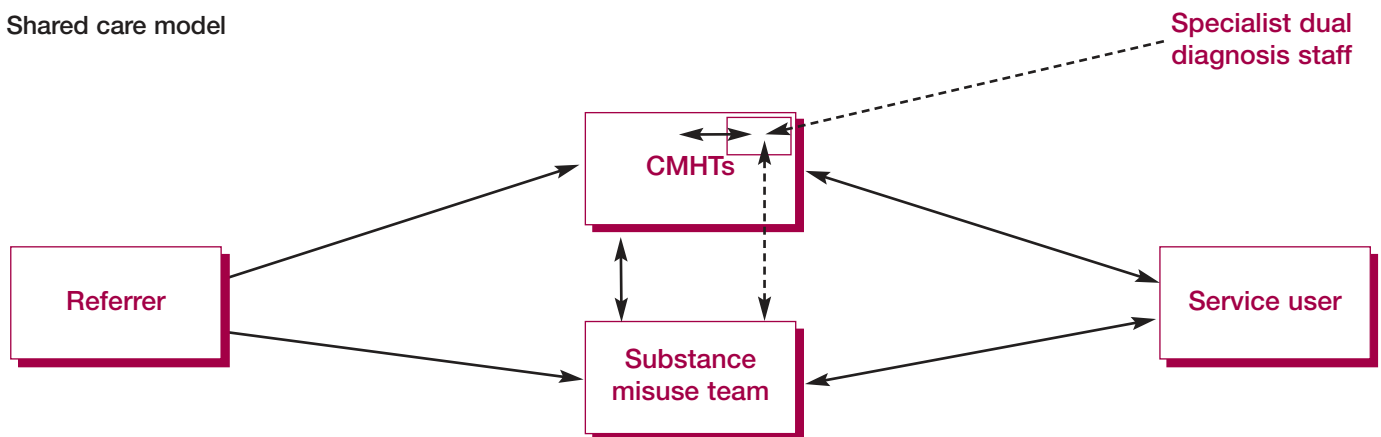 Shared care model
Specialist dual
diagnosis staff
CMHTs
Referrer
Service user
Substance
misuse team